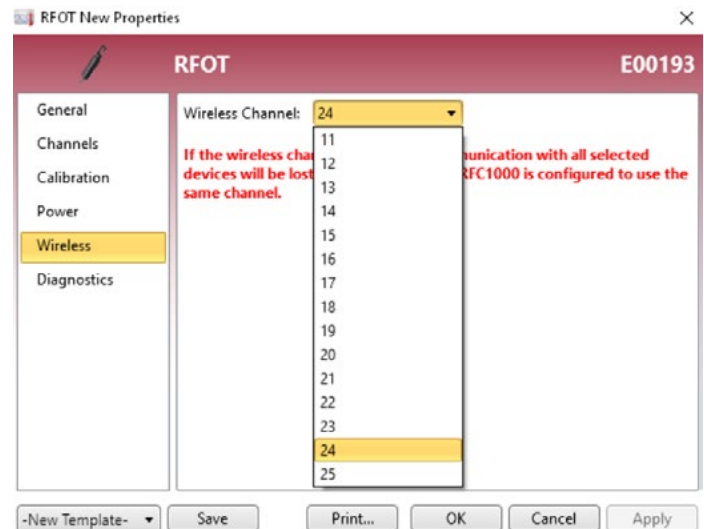 RFOT New Properties
RFOT E00193
General
Channels
Calibration
Power
Wireless
Diagnostics
Wireless Channel: 24
If the wireless cha munication with all selected
devices will be lost RFC1000 is configured to use the
same channel.
11
12
13
14
15
16
17
18
19
20
21
22
23
24
25
-New Template- Save Print... OK Cancel Apply